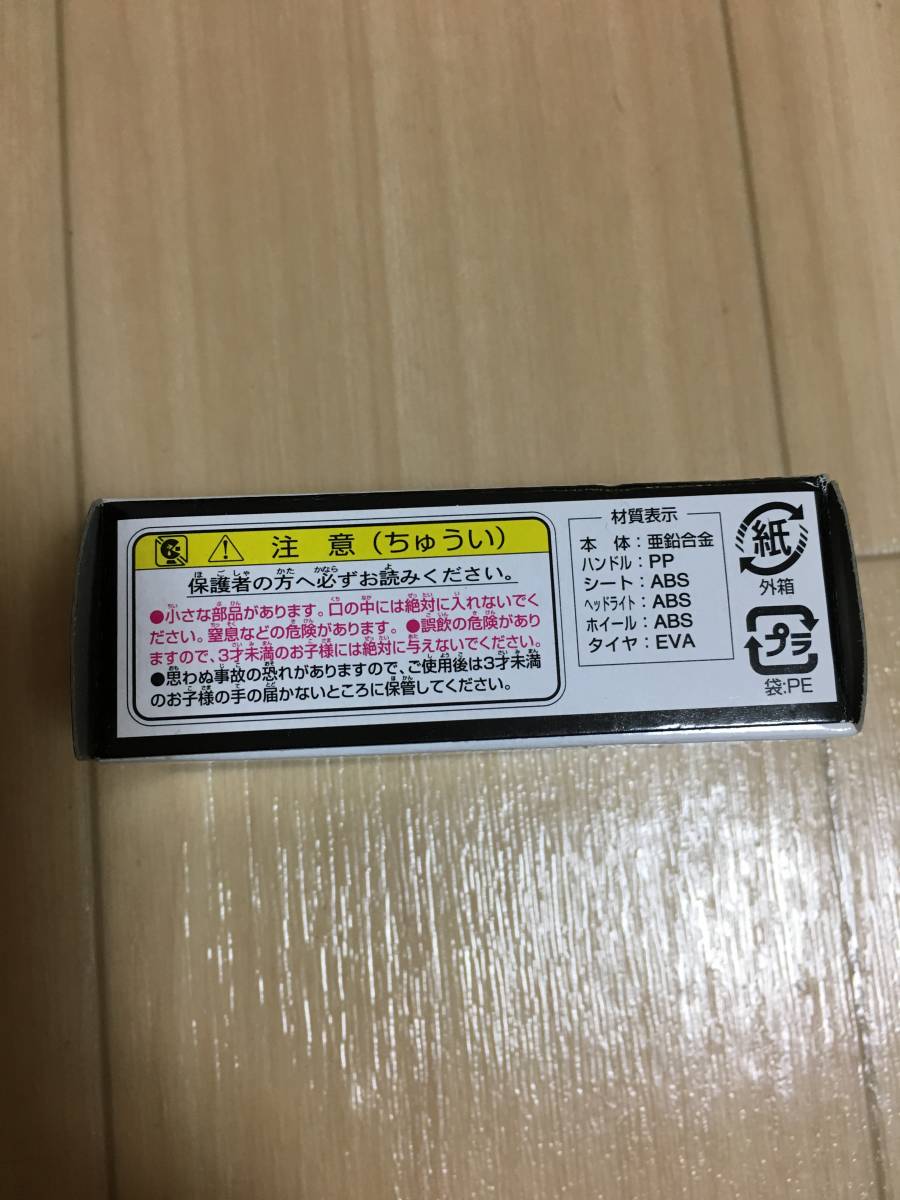 注意(ちゅうい)
保護者の方へ必ずお読みください。
●小さな部品があります。口の中には絶対に入れないでく
ださい。窒息などの危険があります。●誤飲の危険があり
ますので、3才未満のお子様には絶対に与えないでください。
●思わぬ事故の恐れがありますので、ご使用後は3才未満
のお子様の手の届かないところに保管してください。
材質表示
本体：亜鉛合金
ハンドル：PP
シート：ABS
ヘッドライト：ABS
ホイール：ABS
タイヤ：EVA
紙
外箱
プラ
袋:PE